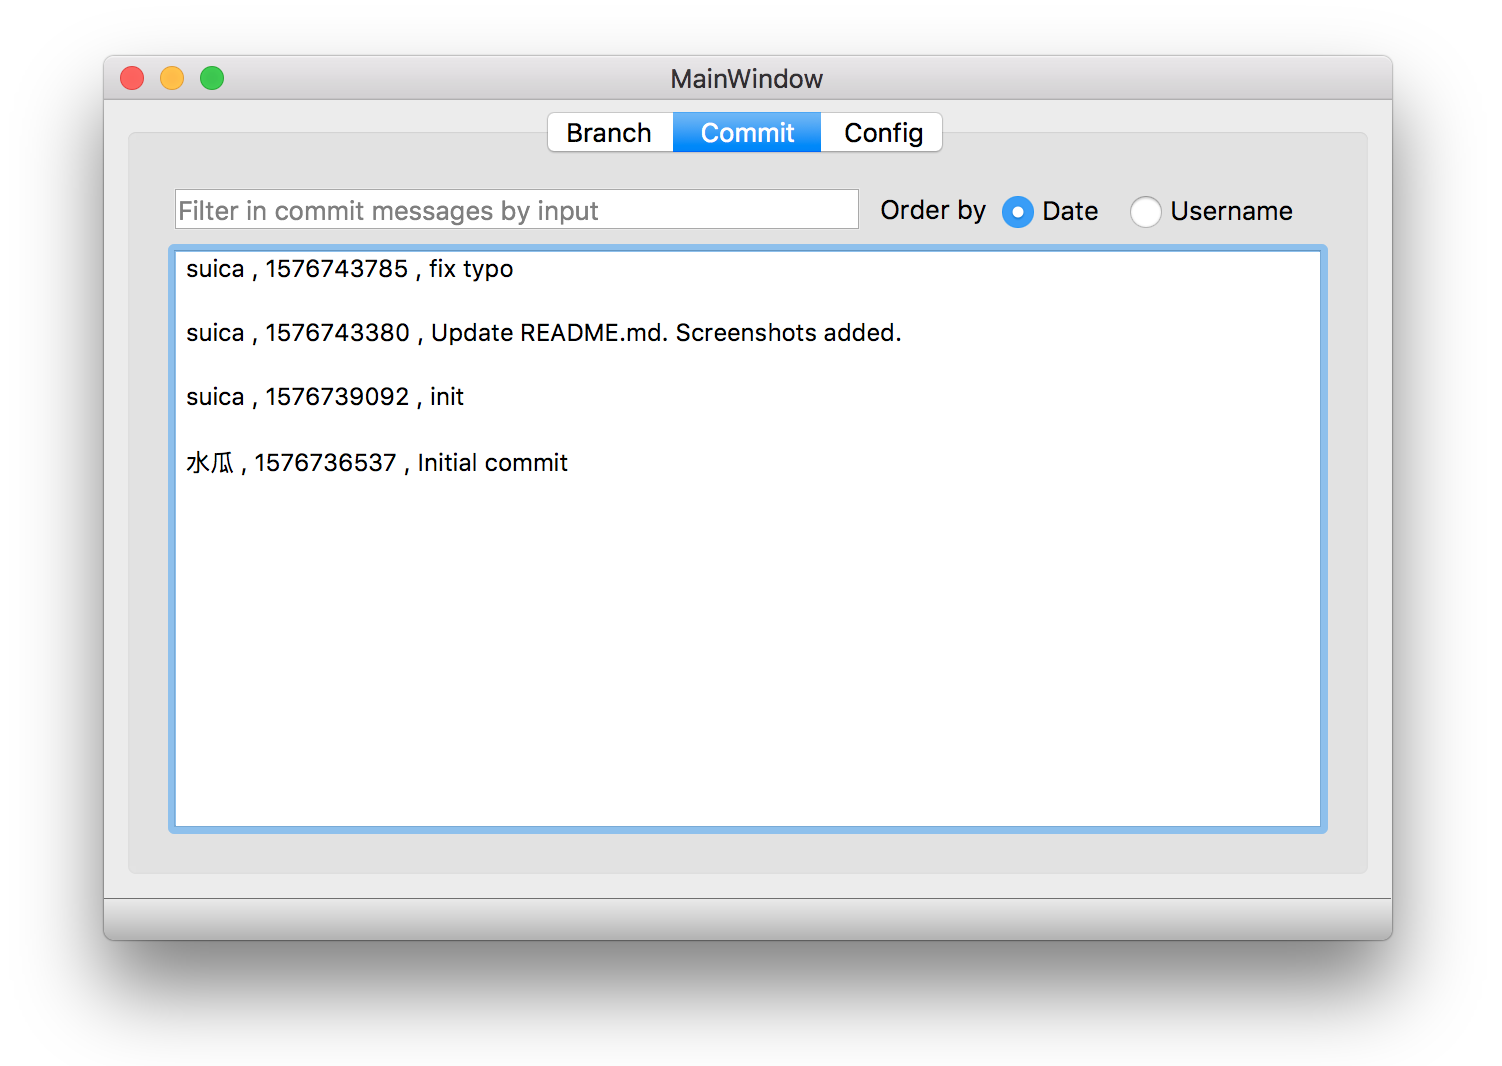 MainWindow
Branch Commit Config
Filter in commit messages by input Order by Date Username
suica , 1576743785 , fix typo
suica , 1576743380 , Update README.md. Screenshots added.
suica , 1576739092 , init
水瓜 , 1576736537 , Initial commit